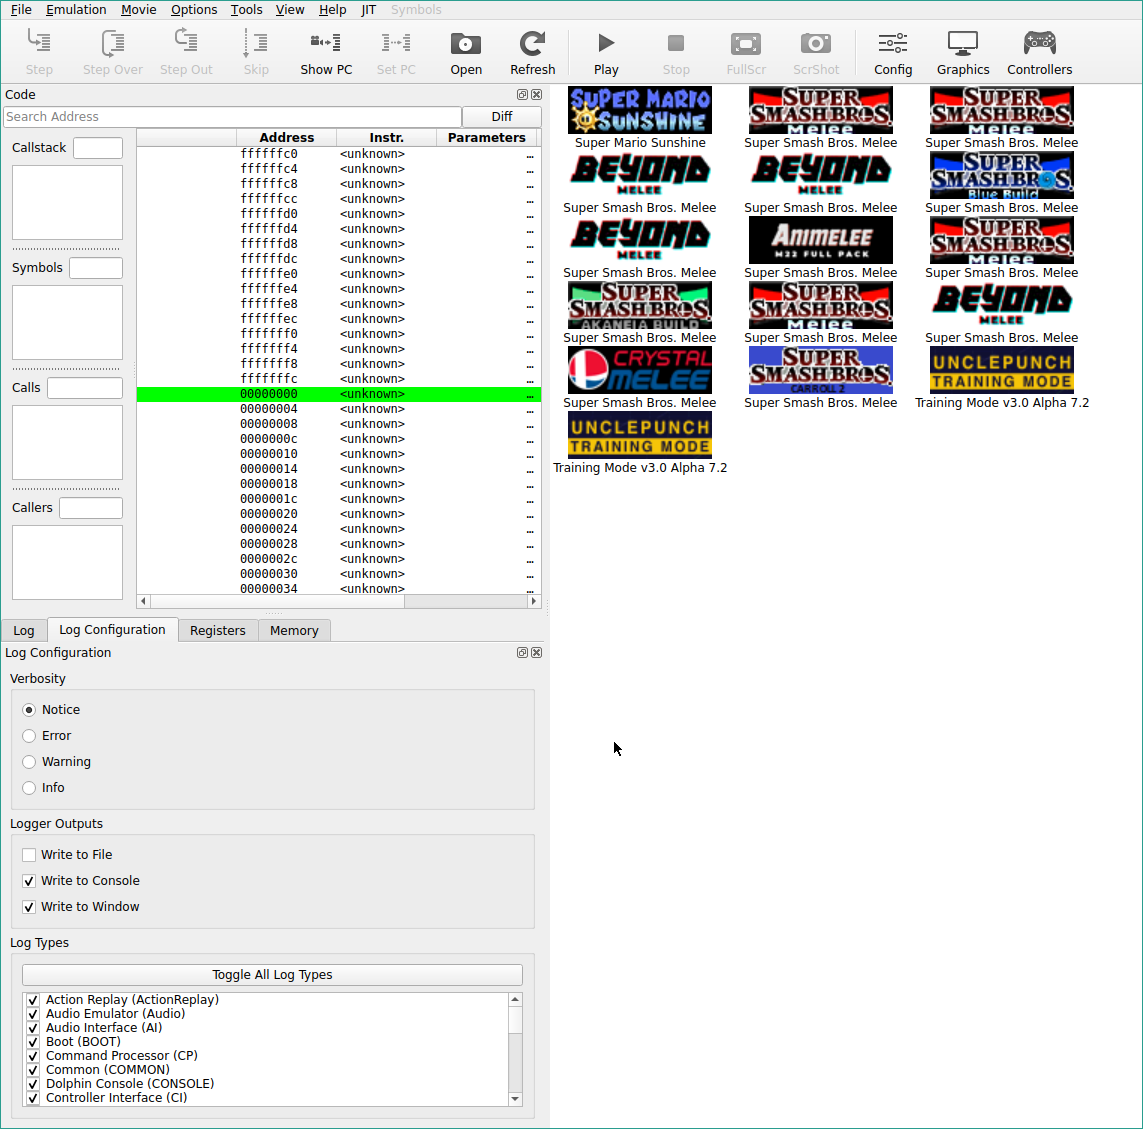 File Emulation Movie Options Tools View Help JIT Symbols
Step Step Over Step Out Skip Show PC Set PC Open Refresh Play Stop FullScr ScrShot Config Graphics Controllers
Code
Search Address Diff
Callstack
Symbols
Calls
Callers
Address Instr. Parameters
ffffffc0 <unknown> …
ffffffc4 <unknown> …
ffffffc8 <unknown> …
ffffffcc <unknown> …
ffffffd0 <unknown> …
ffffffd4 <unknown> …
ffffffd8 <unknown> …
ffffffdc <unknown> …
ffffffe0 <unknown> …
ffffffe4 <unknown> …
ffffffe8 <unknown> …
ffffffec <unknown> …
fffffff0 <unknown> …
fffffff4 <unknown> …
fffffff8 <unknown> …
fffffffc <unknown> …
00000000 <unknown> …
00000004 <unknown> …
00000008 <unknown> …
0000000c <unknown> …
00000010 <unknown> …
00000014 <unknown> …
00000018 <unknown> …
0000001c <unknown> …
00000020 <unknown> …
00000024 <unknown> …
00000028 <unknown> …
0000002c <unknown> …
00000030 <unknown> …
00000034 <unknown> …
Log Log Configuration Registers Memory
Log Configuration
Verbosity
Notice
Error
Warning
Info
Logger Outputs
Write to File
Write to Console
Write to Window
Log Types
Toggle All Log Types
Action Replay (ActionReplay)
Audio Emulator (Audio)
Audio Interface (AI)
Boot (BOOT)
Command Processor (CP)
Common (COMMON)
Dolphin Console (CONSOLE)
Controller Interface (CI)
SUPER MARIO
SUNSHINE
Super Mario Sunshine
SUPER
SMASH BROS.
Melee
Super Smash Bros. Melee
SUPER
SMASH BROS.
Melee
Super Smash Bros. Melee
BEYOND
MELEE
Super Smash Bros. Melee
BEYOND
MELEE
Super Smash Bros. Melee
SUPER
SMASH BROS.
Blue Build
Super Smash Bros. Melee
BEYOND
MELEE
Super Smash Bros. Melee
ANIMELEE
M22 FULL PACK
Super Smash Bros. Melee
SUPER
SMASH BROS.
Melee
Super Smash Bros. Melee
SUPER
SMASH BROS.
AKANEIA BUILD
Super Smash Bros. Melee
SUPER
SMASH BROS.
Melee
Super Smash Bros. Melee
BEYOND
MELEE
Super Smash Bros. Melee
CRYSTAL
MELEE
Super Smash Bros. Melee
SUPER
SMASH BROS.
CARROLL 2
Super Smash Bros. Melee
UNCLEPUNCH
TRAINING MODE
Training Mode v3.0 Alpha 7.2
UNCLEPUNCH
TRAINING MODE
Training Mode v3.0 Alpha 7.2